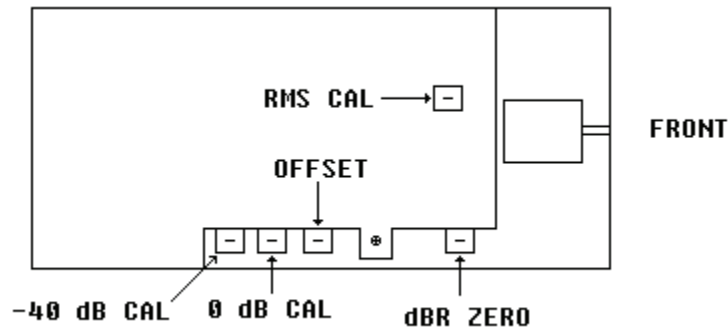 RMS CAL
FRONT
OFFSET
-40 dB CAL
0 dB CAL
dBR ZERO